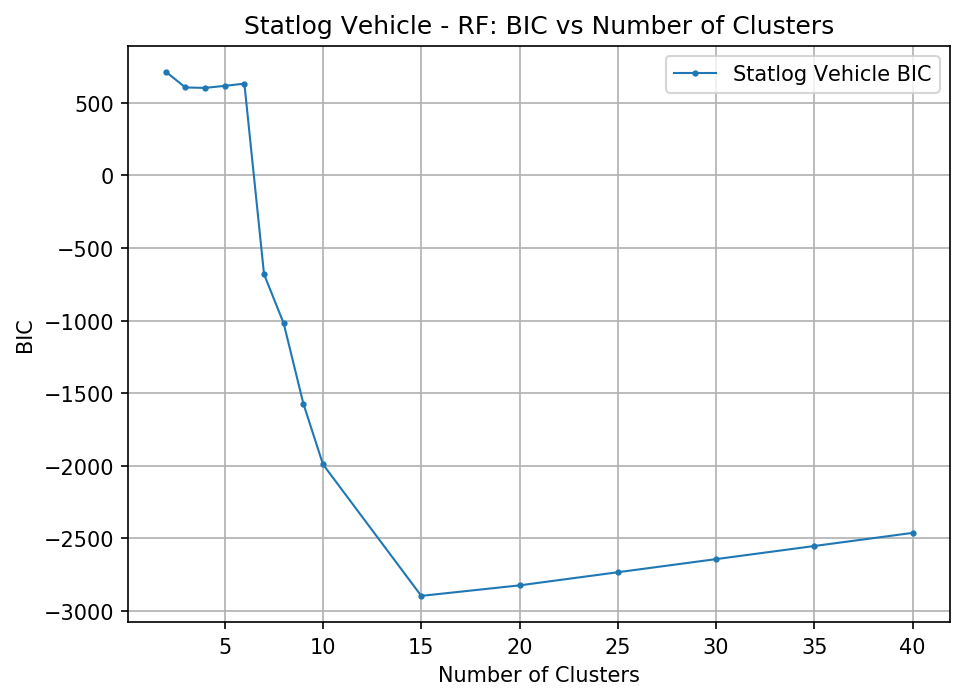 Statlog Vehicle - RF: BIC vs Number of Clusters
Statlog Vehicle BIC
500
0
−500
−1000
−1500
−2000
−2500
−3000
BIC
5 10 15 20 25 30 35 40
Number of Clusters